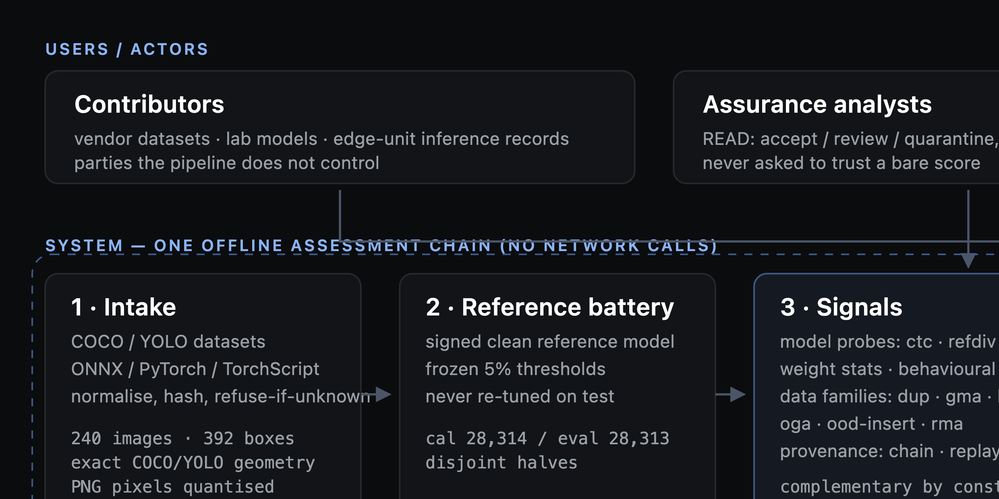 USERS / ACTORS
Contributors
vendor datasets · lab models · edge-unit inference records
parties the pipeline does not control
Assurance analysts
READ: accept / review / quarantine,
never asked to trust a bare score
SYSTEM — ONE OFFLINE ASSESSMENT CHAIN (NO NETWORK CALLS)
1 · Intake
COCO / YOLO datasets
ONNX / PyTorch / TorchScript
normalise, hash, refuse-if-unknown
240 images · 392 boxes
exact COCO/YOLO geometry
PNG pixels quantised
2 · Reference battery
signed clean reference model
frozen 5% thresholds
never re-tuned on test
cal 28,314 / eval 28,313
disjoint halves
3 · Signals
model probes: ctc · refdiv
weight stats · behavioural
data families: dup · gma ·
oga · ood-insert · rma
provenance: chain · replay
complementary by